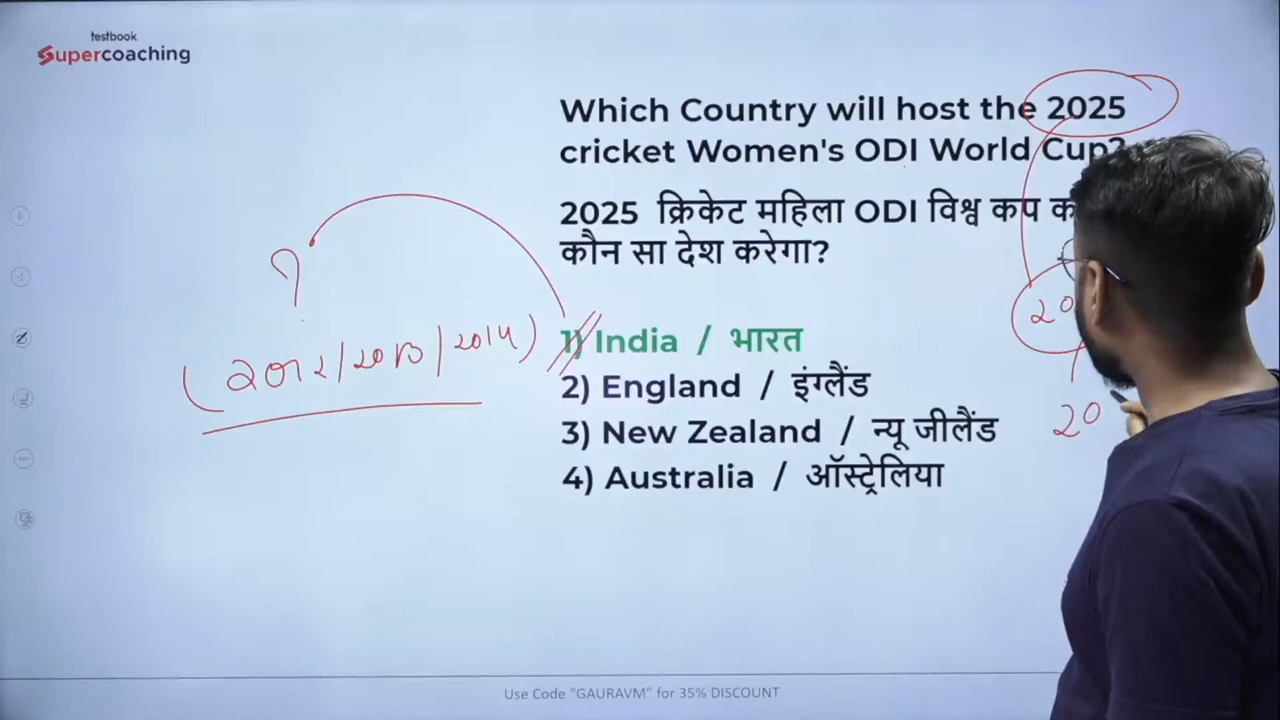 testbook
Supercoaching
Which Country will host the 2025
cricket Women's ODI World Cup?
2025 क्रिकेट महिला ODI विश्व कप
कौन सा देश करेगा?
?
(2012/2013/2014)
1) India / भारत
2) England / इंग्लैंड
3) New Zealand / न्यू जीलैंड
4) Australia / ऑस्ट्रेलिया
20
20
Use Code "GAURAVM" for 35% DISCOUNT